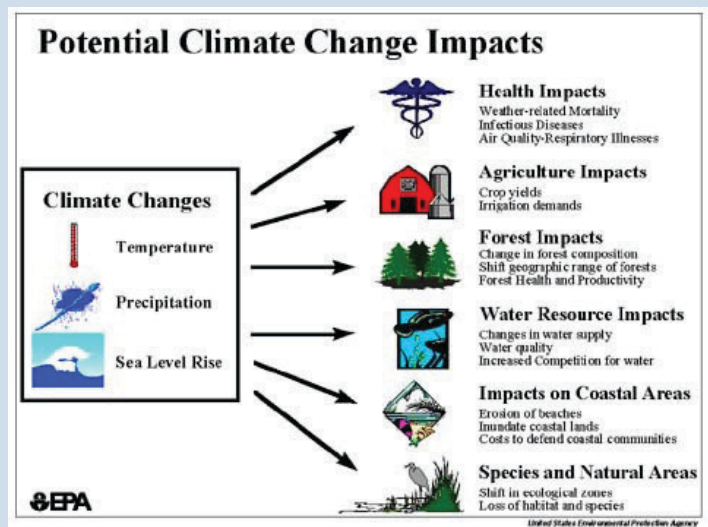 Potential Climate Change Impacts
Climate Changes
Temperature
Precipitation
Sea Level Rise
Health Impacts
Weather-related Mortality
Infectious Diseases
Air Quality-Respiratory Illnesses
Agriculture Impacts
Crop yields
Irrigation demands
Forest Impacts
Change in forest composition
Shift geographic range of forests
Forest Health and Productivity
Water Resource Impacts
Changes in water supply
Water quality
Increased Competition for water
Impacts on Coastal Areas
Erosion of beaches
Inundate coastal lands
Costs to defend coastal communities
Species and Natural Areas
Shift in ecological zones
Loss of habitat and species
EPA
United States Environmental Protection Agency